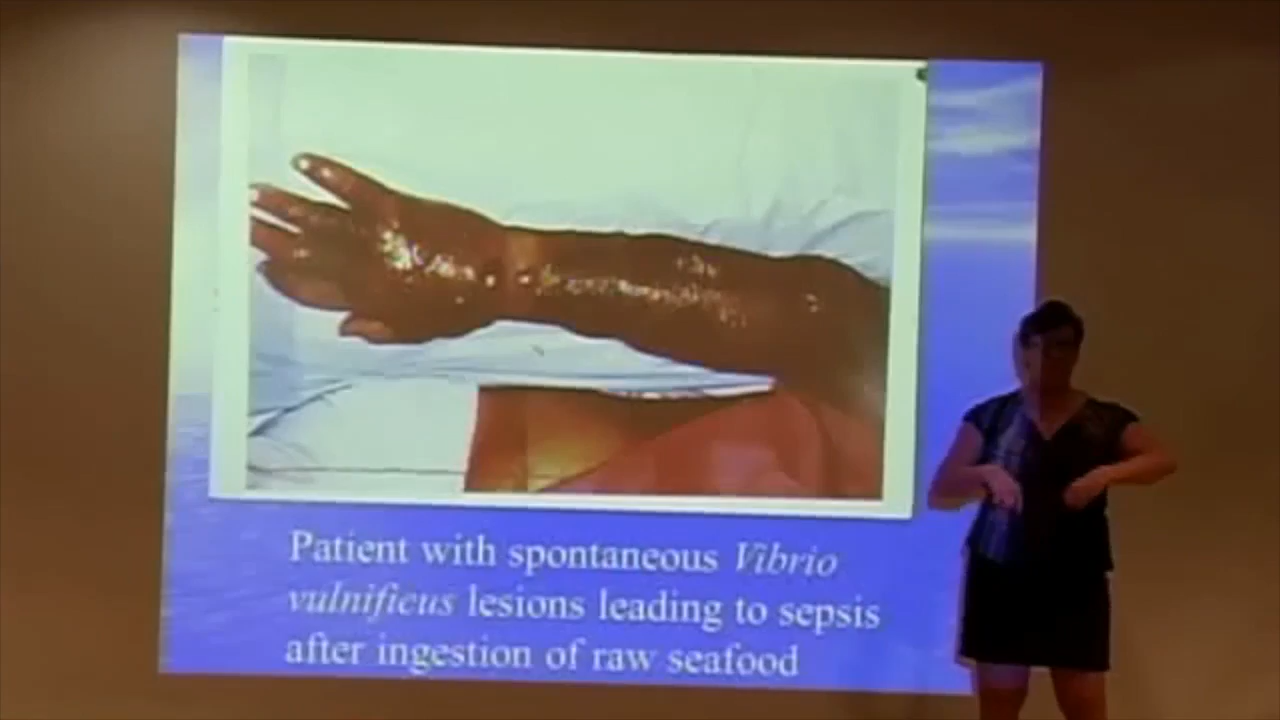 Patient with spontaneous Vibrio
vulnificus lesions leading to sepsis
after ingestion of raw seafood